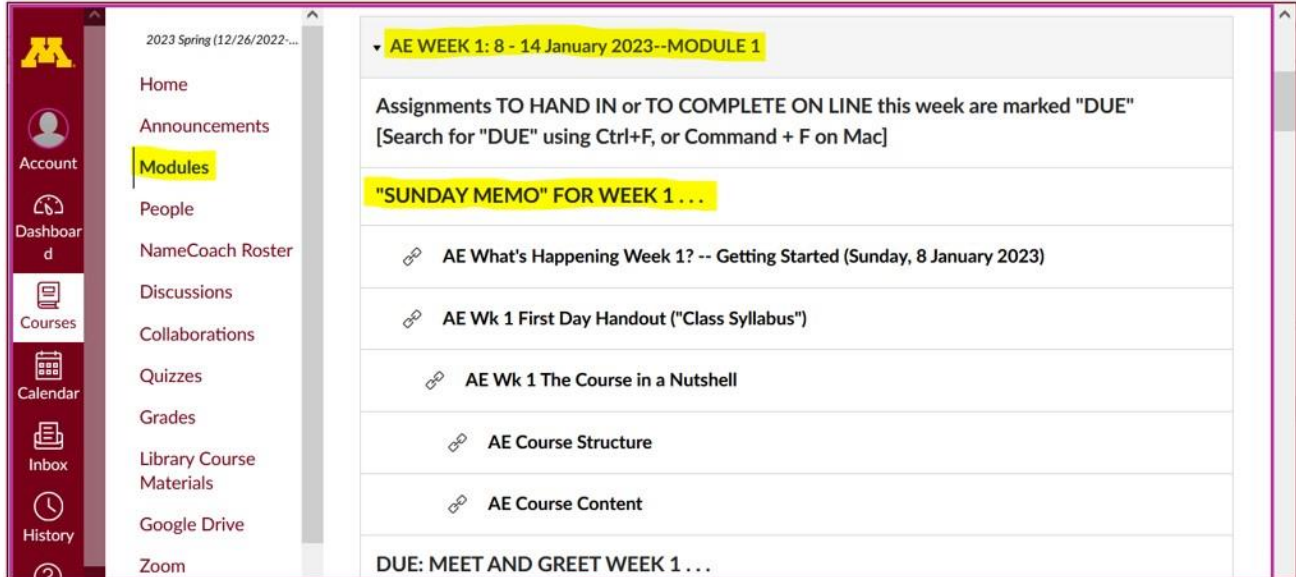 M
Account
Dashboar
d
Courses
Calendar
Inbox
History
2023 Spring (12/26/2022-...
Home
Announcements
Modules
People
NameCoach Roster
Discussions
Collaborations
Quizzes
Grades
Library Course
Materials
Google Drive
Zoom
AE WEEK 1: 8 - 14 January 2023--MODULE 1
Assignments TO HAND IN or TO COMPLETE ON LINE this week are marked "DUE"
[Search for "DUE" using Ctrl+F, or Command + F on Mac]
"SUNDAY MEMO" FOR WEEK 1 . . .
AE What's Happening Week 1? -- Getting Started (Sunday, 8 January 2023)
AE Wk 1 First Day Handout ("Class Syllabus")
AE Wk 1 The Course in a Nutshell
AE Course Structure
AE Course Content
DUE: MEET AND GREET WEEK 1 . . .